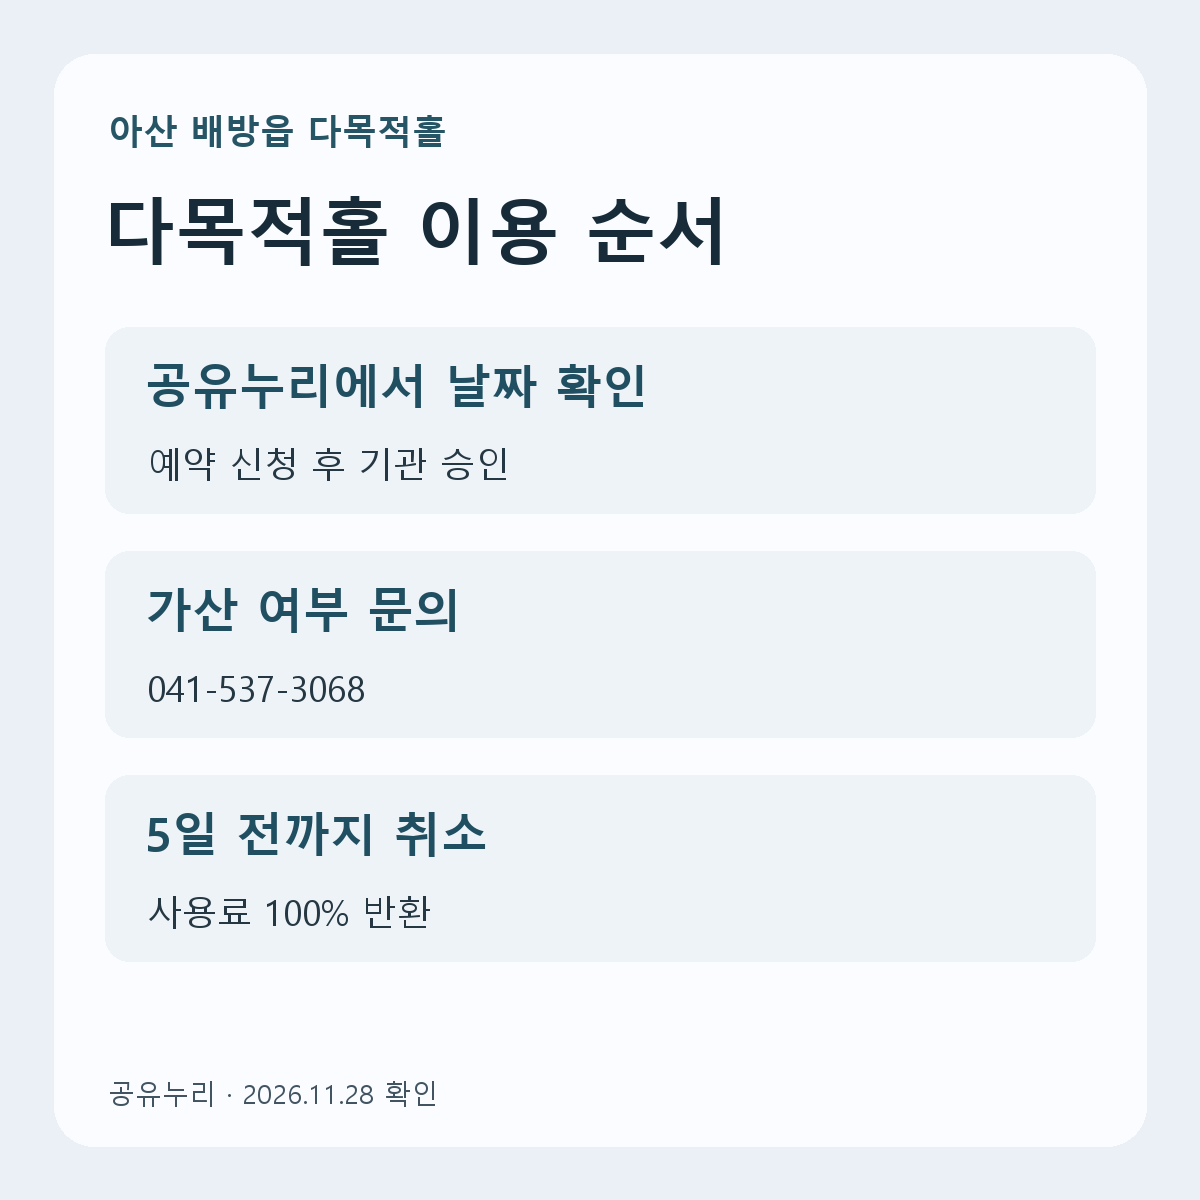 아산 배방읍 다목적홀
다목적홀 이용 순서
공유누리에서 날짜 확인
예약 신청 후 기관 승인
가산 여부 문의
041-537-3068
5일 전까지 취소
사용료 100% 반환
공유누리 · 2026.11.28 확인